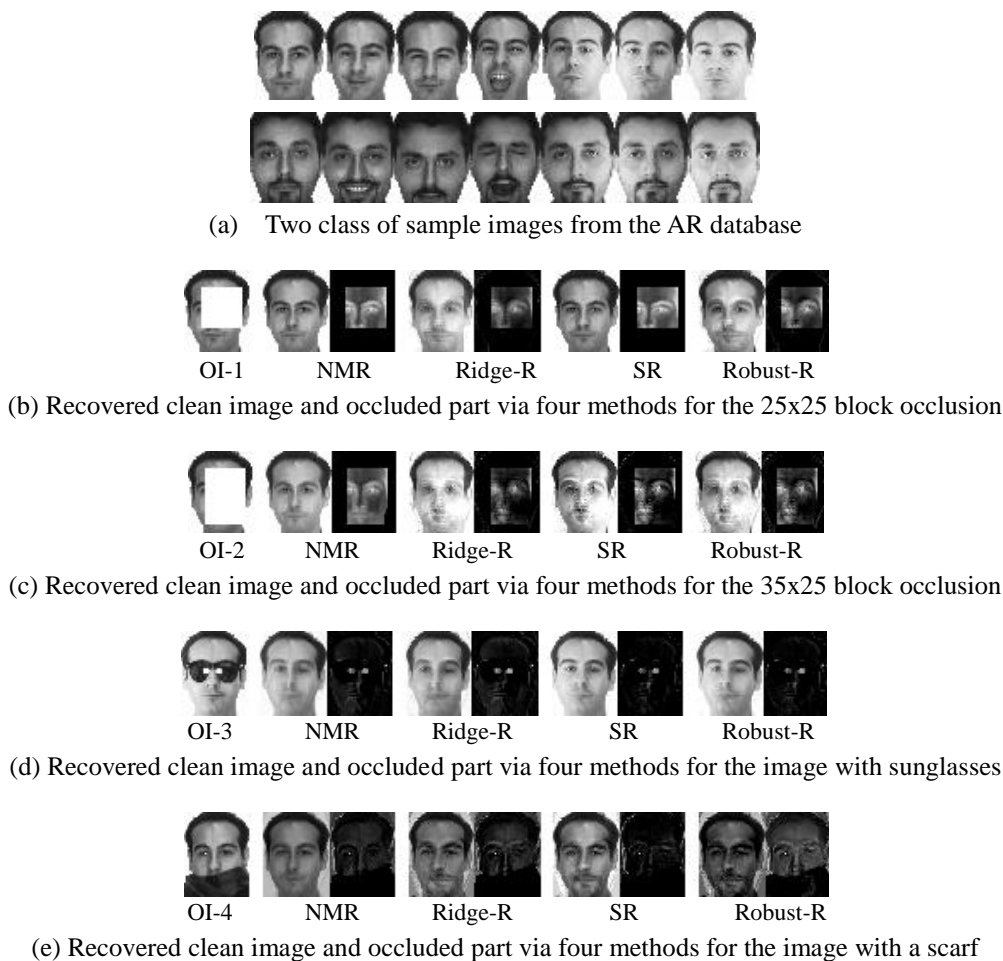 (a) Two class of sample images from the AR database
OI-1 NMR Ridge-R SR Robust-R
(b) Recovered clean image and occluded part via four methods for the 25x25 block occlusion
OI-2 NMR Ridge-R SR Robust-R
(c) Recovered clean image and occluded part via four methods for the 35x25 block occlusion
OI-3 NMR Ridge-R SR Robust-R
(d) Recovered clean image and occluded part via four methods for the image with sunglasses
OI-4 NMR Ridge-R SR Robust-R
(e) Recovered clean image and occluded part via four methods for the image with a scarf